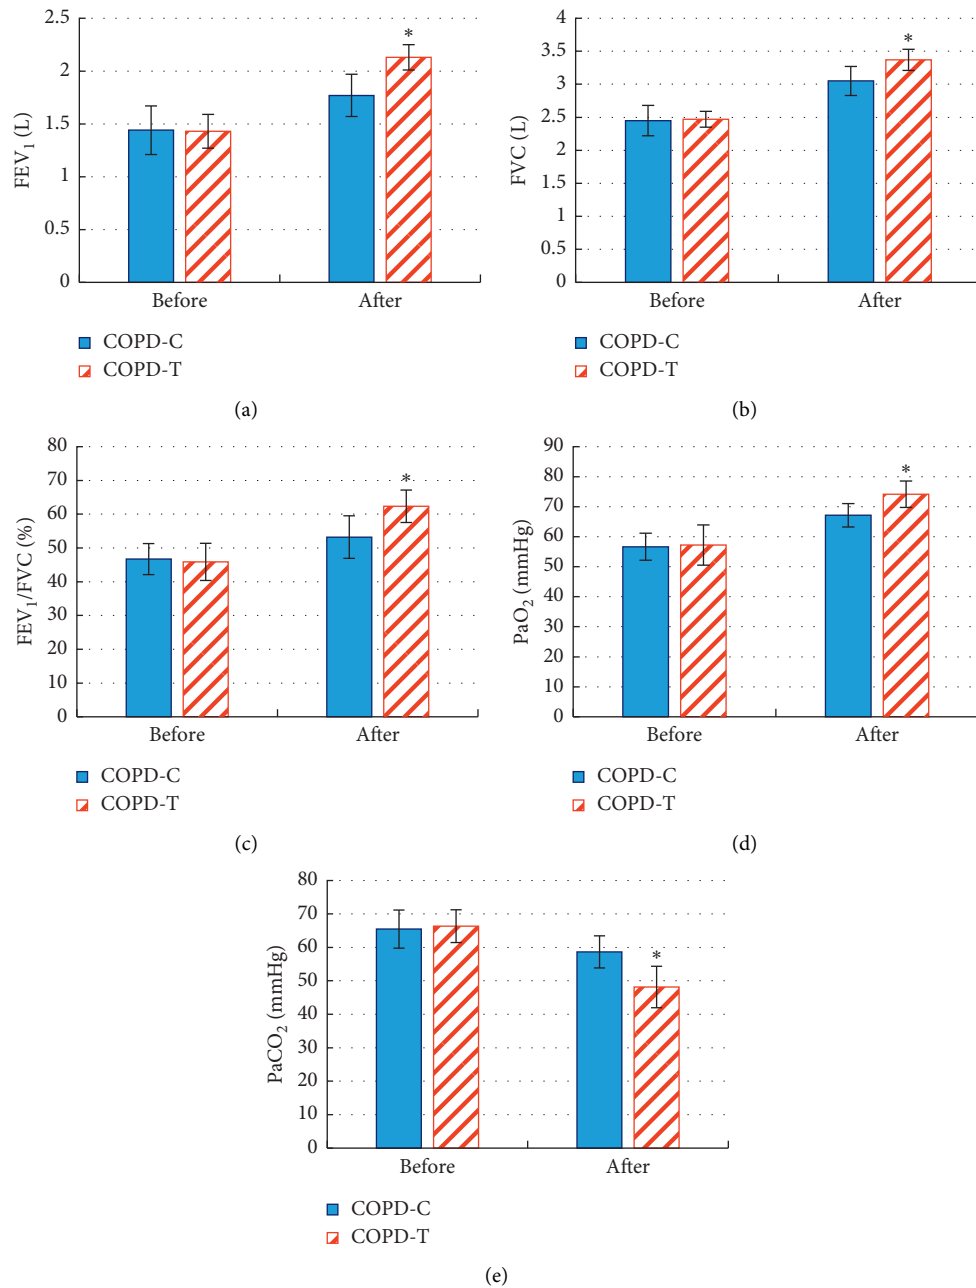 2.5
2
1.5
1
0.5
0
FEV1 (L)
*
Before
After
COPD-C
COPD-T
(a)
4
3.5
3
2.5
2
1.5
1
0.5
0
FVC (L)
*
Before
After
COPD-C
COPD-T
(b)
80
70
60
50
40
30
20
10
0
FEV1/FVC (%)
*
Before
After
COPD-C
COPD-T
(c)
90
80
70
60
50
40
30
20
10
0
PaO2 (mmHg)
*
Before
After
COPD-C
COPD-T
(d)
80
70
60
50
40
30
20
10
0
PaCO2 (mmHg)
*
Before
After
COPD-C
COPD-T
(e)